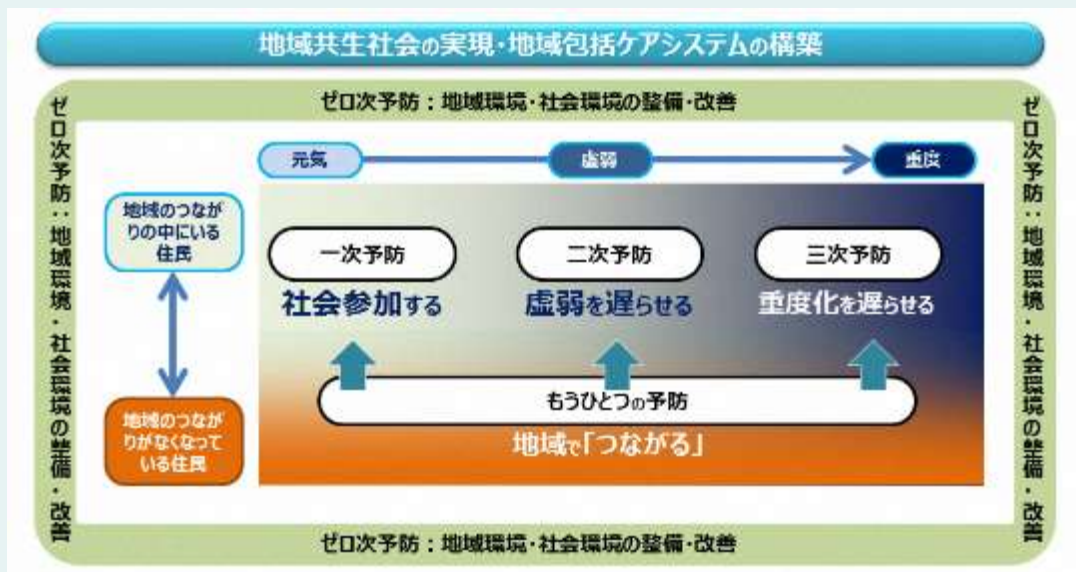 地域共生社会の実現・地域包括ケアシステムの構築
ゼロ次予防：地域環境・社会環境の整備・改善
ゼロ次予防：地域環境・社会環境の整備・改善
ゼロ次予防：地域環境・社会環境の整備・改善
元気
虚弱
重度
地域のつなが
りの中にいる
住民
一次予防
二次予防
三次予防
社会参加する
虚弱を遅らせる
重度化を遅らせる
もうひとつの予防
地域で「つながる」
地域のつなが
りがなくなって
いる住民
ゼロ次予防：地域環境・社会環境の整備・改善